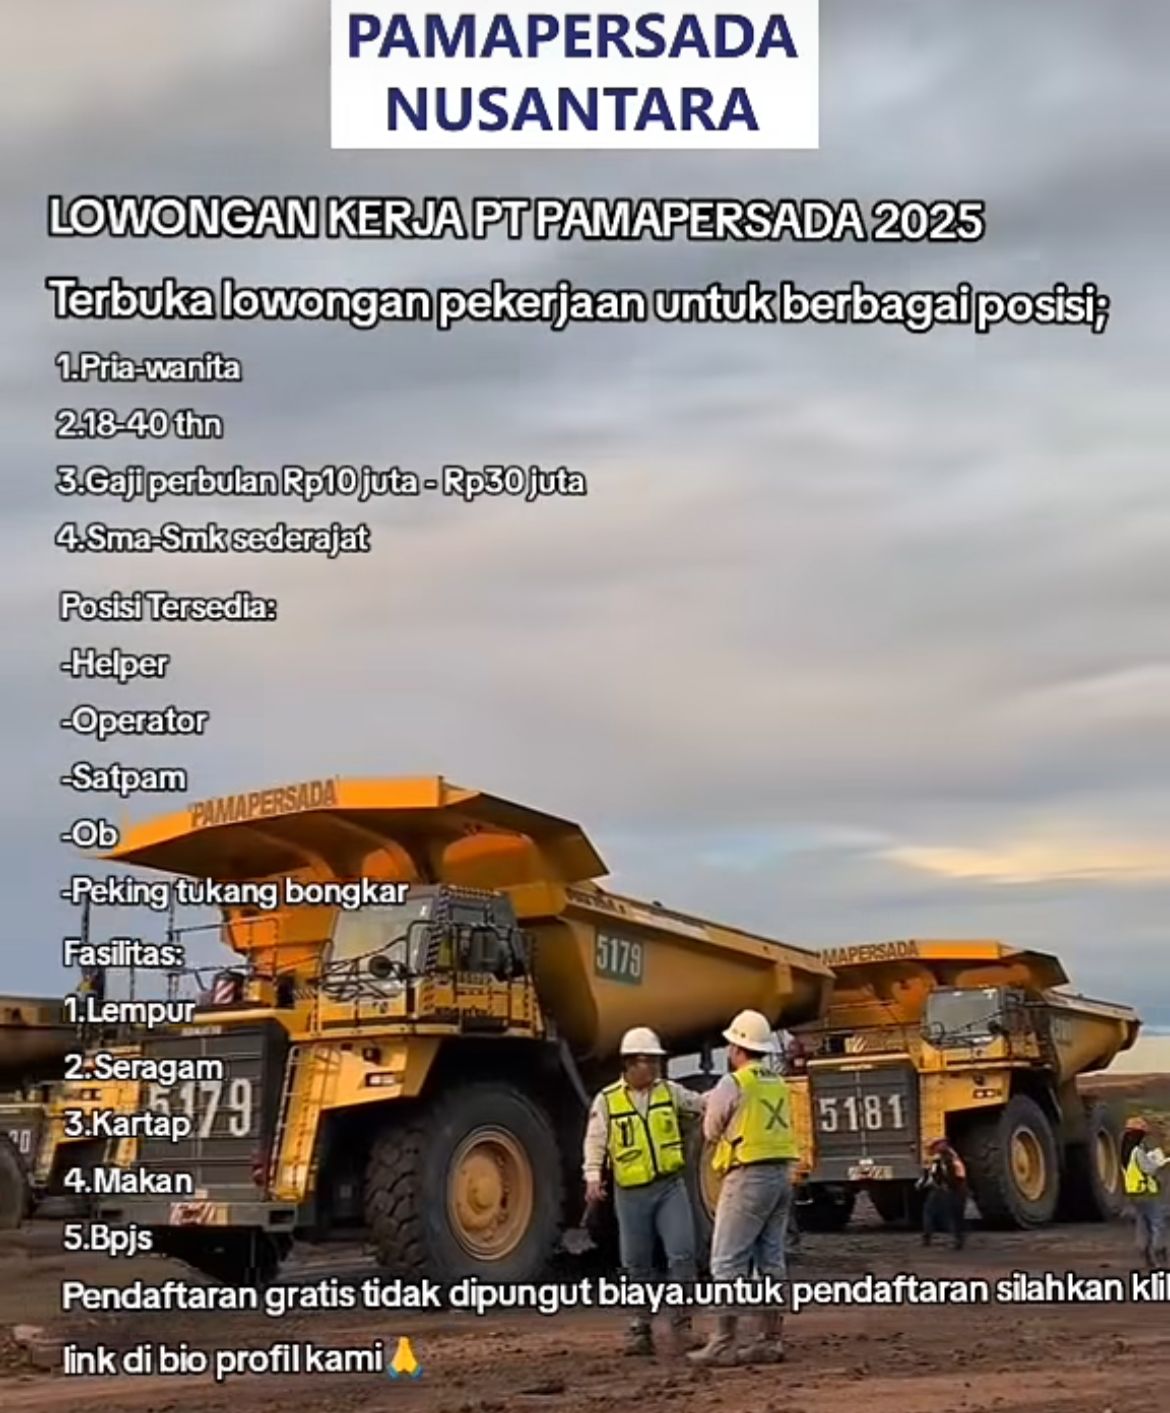 PAMAPERSADA
NUSANTARA
LOWONGAN KERJA PT PAMAPERSADA 2025
Terbuka lowongan pekerjaan untuk berbagai posisi;
1.Pria-wanita
2.18-40 thn
3.Gaji perbulan Rp10 juta - Rp30 juta
4.Sma-Smk sederajat
Posisi Tersedia:
-Helper
-Operator
-Satpam
-Ob
-Peking tukang bongkar
Fasilitas:
1.Lempur
2.Seragam
3.Kartap
4.Makan
5.Bpjs
Pendaftaran gratis tidak dipungut biaya.untuk pendaftaran silahkan kli
link di bio profil kami🙏
PAMAPERSADA
5179
5179
MAPERSADA
5181